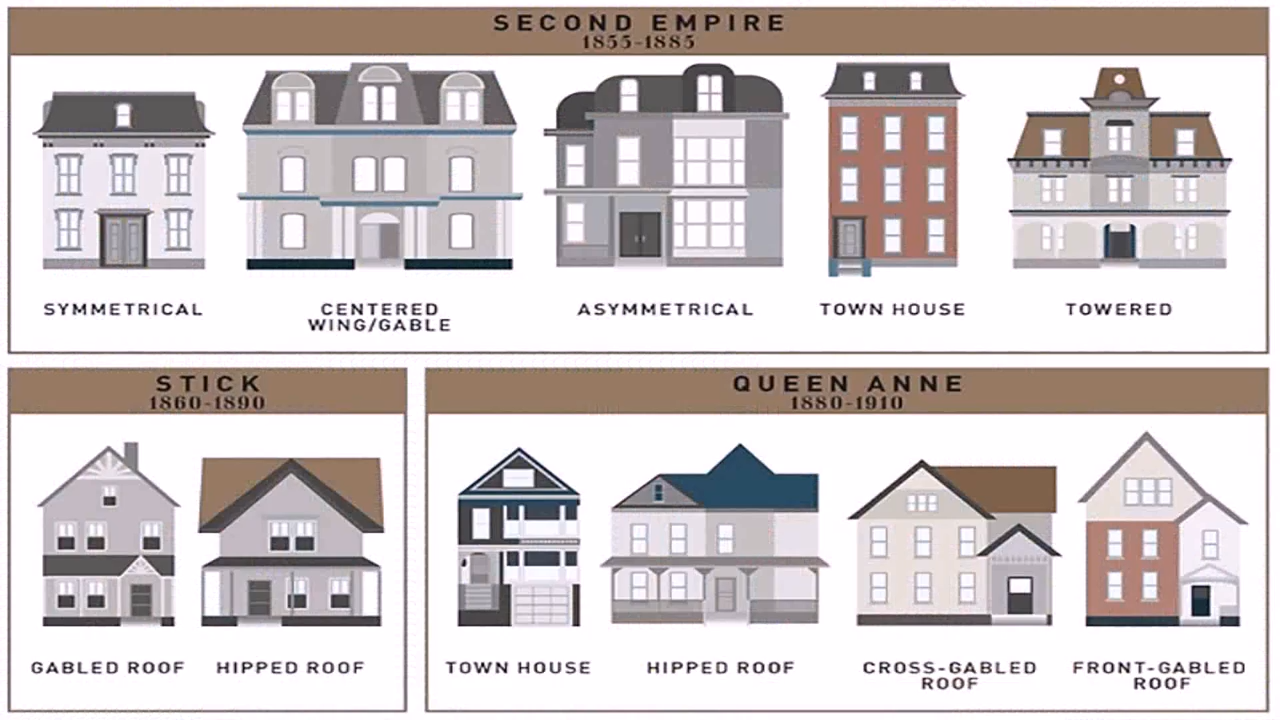 SECOND EMPIRE
1855-1885
SYMMETRICAL
CENTERED
WING/GABLE
ASYMMETRICAL
TOWN HOUSE
TOWERED
STICK
1860-1890
GABLED ROOF
HIPPED ROOF
QUEEN ANNE
1880-1910
TOWN HOUSE
HIPPED ROOF
CROSS-GABLED
ROOF
FRONT-GABLED
ROOF